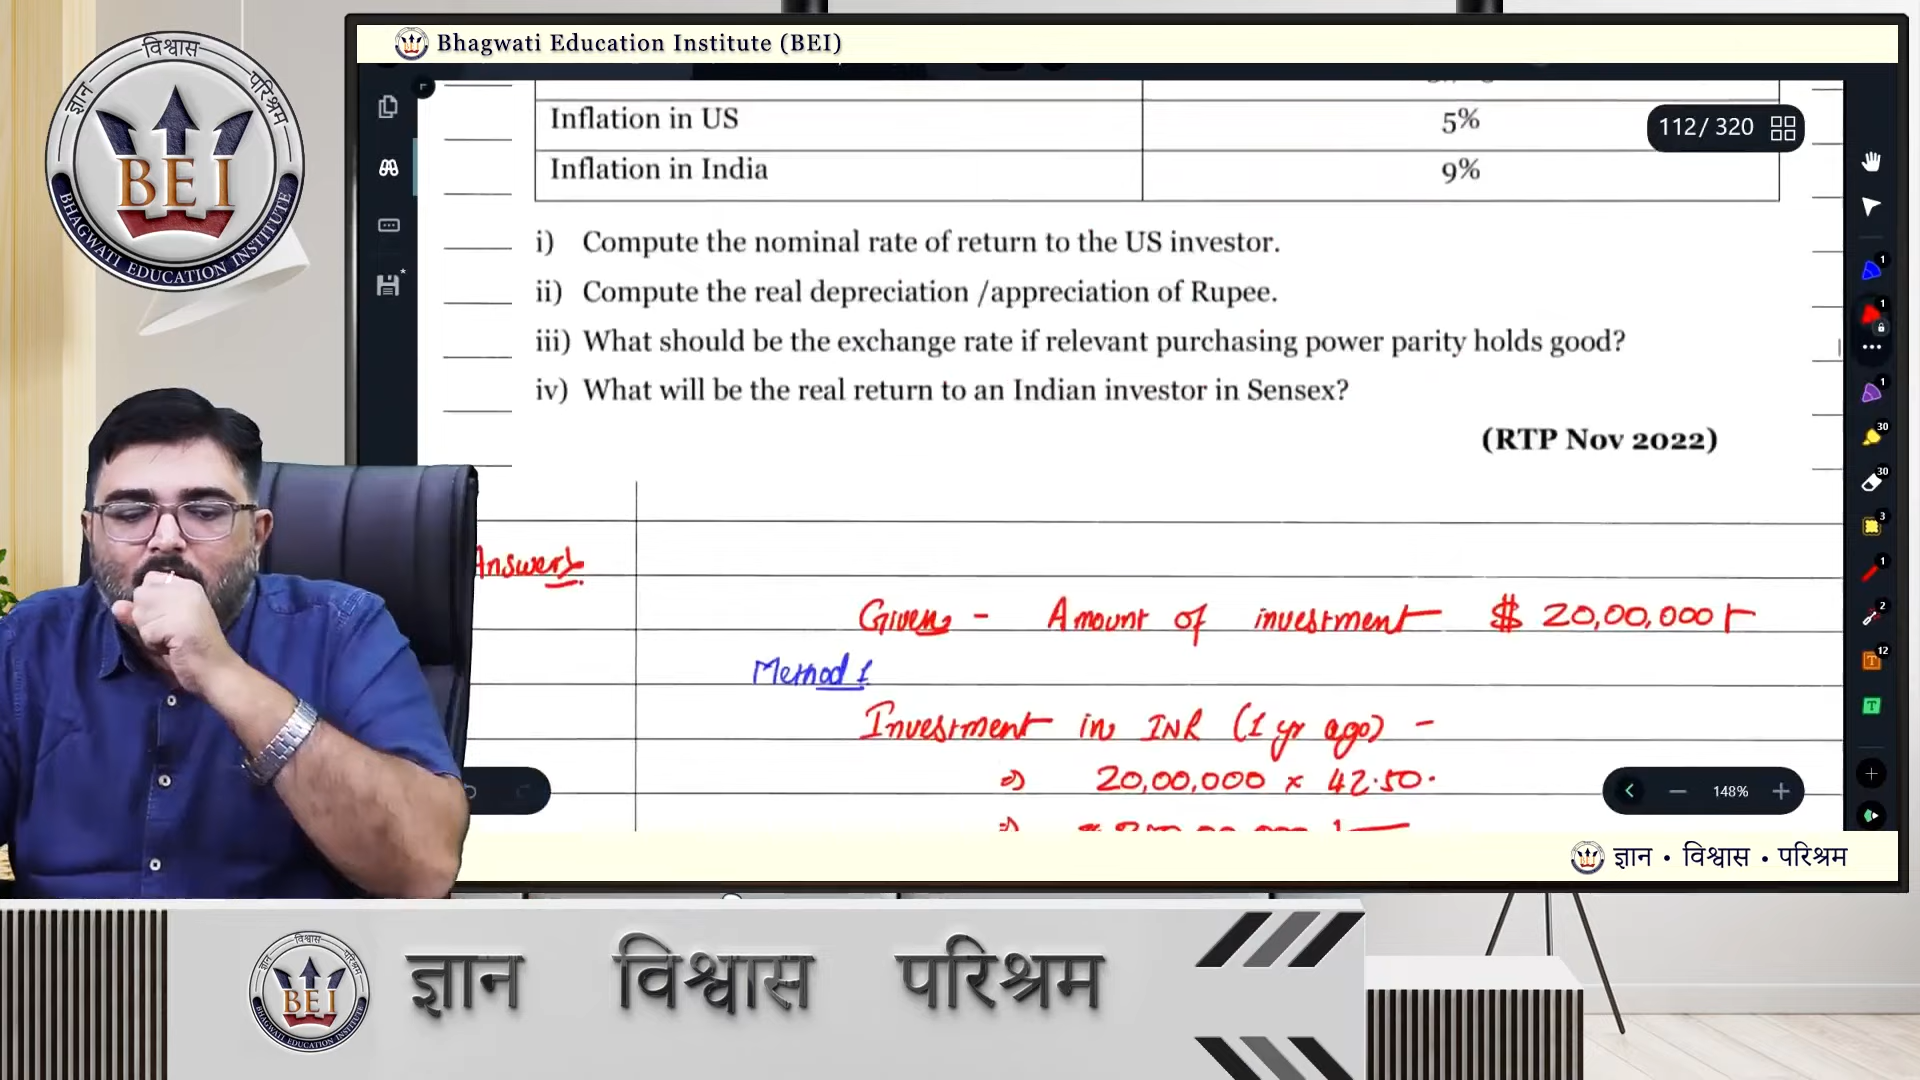 Bhagwati Education Institute (BEI)
विश्वास
ज्ञान
परिश्रम
BEI
BHAGWATI EDUCATION INSTITUTE
112/ 320
Inflation in US 5%
Inflation in India 9%
i) Compute the nominal rate of return to the US investor.
ii) Compute the real depreciation /appreciation of Rupee.
iii) What should be the exchange rate if relevant purchasing power parity holds good?
iv) What will be the real return to an Indian investor in Sensex?
(RTP Nov 2022)
Answer
Given - Amount of investment $ 20,00,000
Method 1
Investment in INR (1 yr ago) -
⇒ 20,00,000 x 42.50.
148%
ज्ञान • विश्वास • परिश्रम
विश्वास
BEI
ज्ञान विश्वास परिश्रम